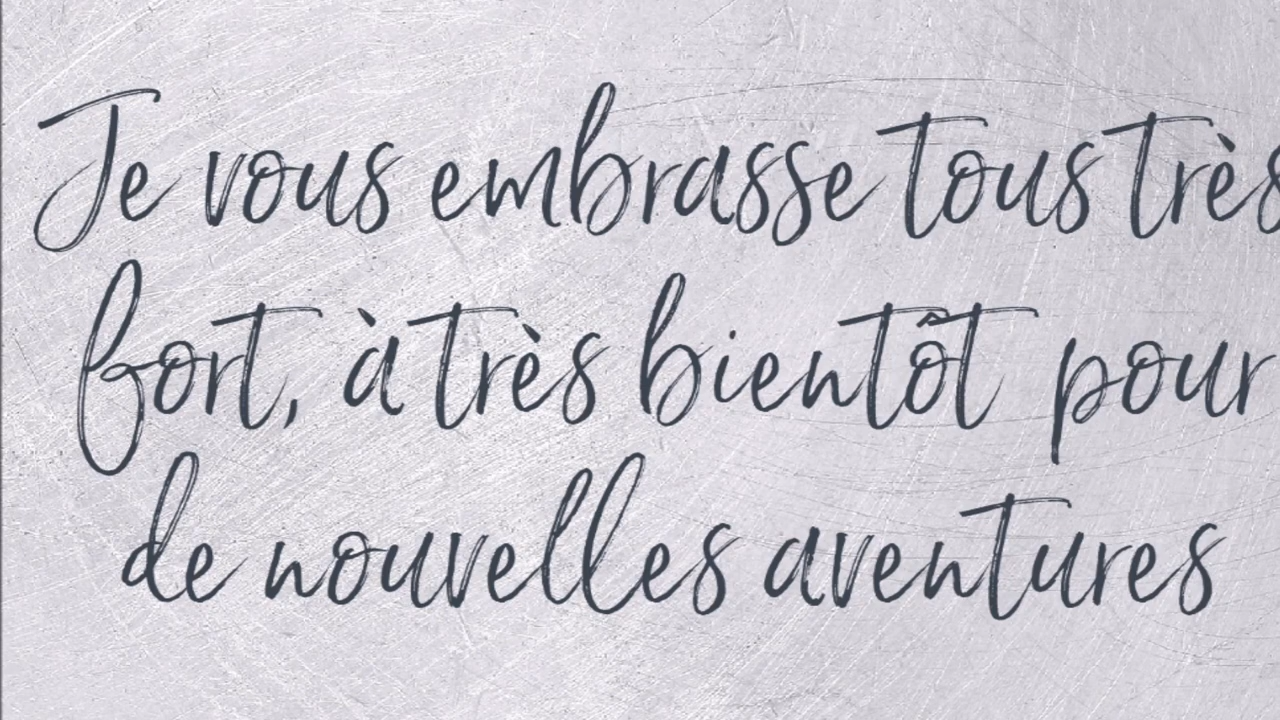 Je vous embrasse tous très
fort, à très bientôt pour
de nouvelles aventures